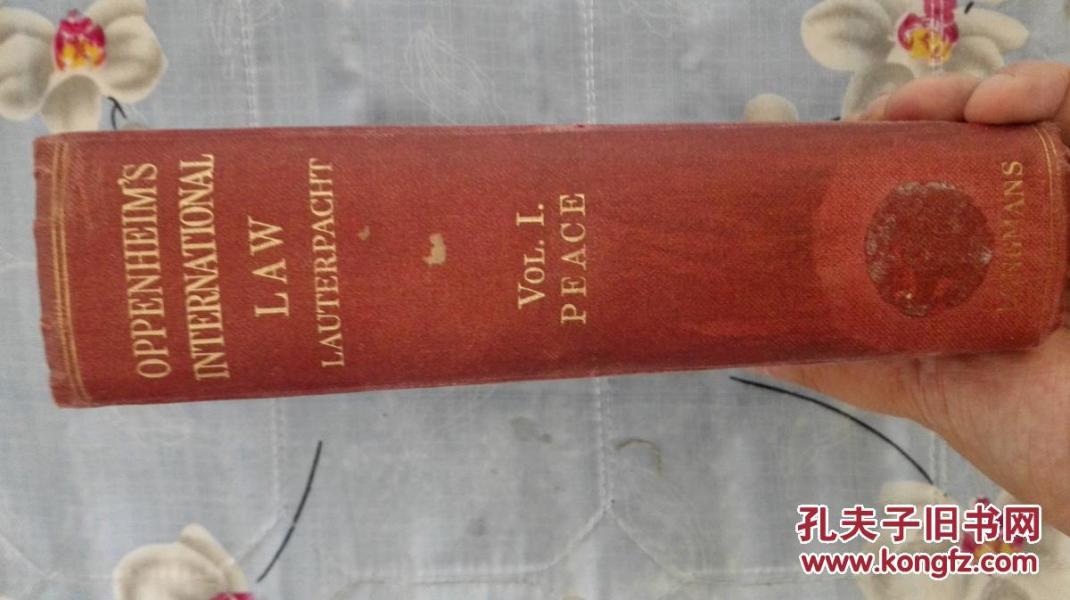 OPPENHEIM'S
INTERNATIONAL
LAW
LAUTERPACHT
VOL. I.
PEACE
LONGMANS
孔夫子旧书网
www.kongfz.com